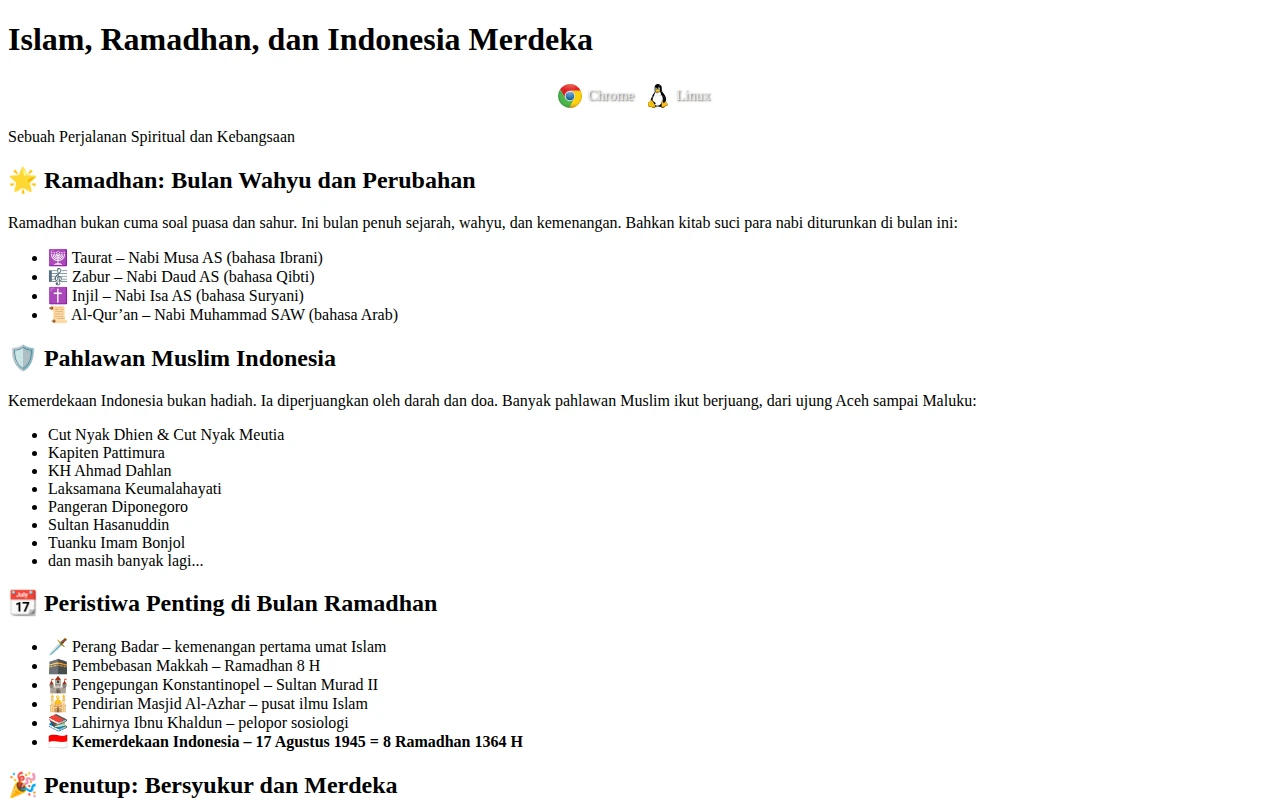 Islam, Ramadhan, dan Indonesia Merdeka
Chrome Linux
Sebuah Perjalanan Spiritual dan Kebangsaan
🌟 Ramadhan: Bulan Wahyu dan Perubahan
Ramadhan bukan cuma soal puasa dan sahur. Ini bulan penuh sejarah, wahyu, dan kemenangan. Bahkan kitab suci para nabi diturunkan di bulan ini:
• 🕎 Taurat – Nabi Musa AS (bahasa Ibrani)
• 🎼 Zabur – Nabi Daud AS (bahasa Qibti)
• ✝️ Injil – Nabi Isa AS (bahasa Suryani)
• 📜 Al-Qur’an – Nabi Muhammad SAW (bahasa Arab)
🛡️ Pahlawan Muslim Indonesia
Kemerdekaan Indonesia bukan hadiah. Ia diperjuangkan oleh darah dan doa. Banyak pahlawan Muslim ikut berjuang, dari ujung Aceh sampai Maluku:
• Cut Nyak Dhien & Cut Nyak Meutia
• Kapiten Pattimura
• KH Ahmad Dahlan
• Laksamana Keumalahayati
• Pangeran Diponegoro
• Sultan Hasanuddin
• Tuanku Imam Bonjol
• dan masih banyak lagi...
📆 Peristiwa Penting di Bulan Ramadhan
• 🗡️ Perang Badar – kemenangan pertama umat Islam
• 🕋 Pembebasan Makkah – Ramadhan 8 H
• 🏰 Pengepungan Konstantinopel – Sultan Murad II
• 🕌 Pendirian Masjid Al-Azhar – pusat ilmu Islam
• 📚 Lahirnya Ibnu Khaldun – pelopor sosiologi
• 🇮🇩 Kemerdekaan Indonesia – 17 Agustus 1945 = 8 Ramadhan 1364 H
🎉 Penutup: Bersyukur dan Merdeka